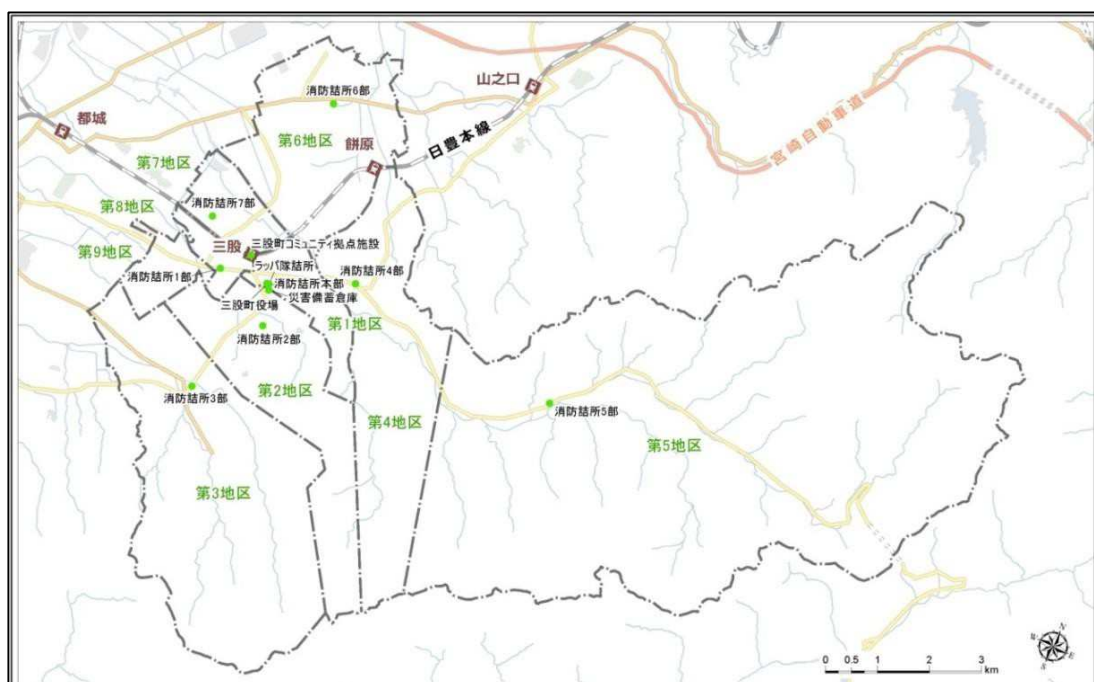 山之口
消防詰所6部
都城
第6地区
餅原
日豊本線
宮崎自動車道
第7地区
第8地区
消防詰所7部
第9地区
三股
三股町コミュニティ拠点施設
消防詰所1部
ラッパ隊詰所
消防詰所本部
消防詰所4部
三股町役場
災害備蓄倉庫
消防詰所2部
第1地区
消防詰所3部
第2地区
第4地区
消防詰所5部
第5地区
第3地区
N
W
E
S
0 0.5 1 2 3
km